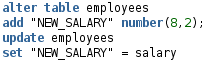 alter table employees
add "NEW_SALARY" number(8,2);
update employees
set "NEW_SALARY" = salary